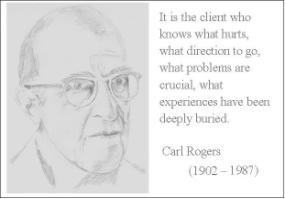 It is the client who
knows what hurts,
what direction to go,
what problems are
crucial, what
experiences have been
deeply buried.
Carl Rogers
(1902 – 1987)